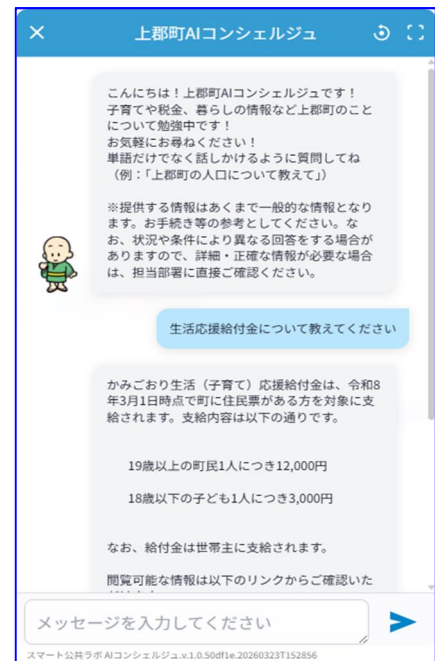 上郡町AIコンシェルジュ
こんにちは！上郡町AIコンシェルジュです！
子育てや税金、暮らしの情報など上郡町のこと
について勉強中です！
お気軽にお尋ねください！
単語だけでなく話しかけるように質問してね
（例：「上郡町の人口について教えて」）
※提供する情報はあくまで一般的な情報となり
ます。お手続き等の参考としてください。な
お、状況や条件により異なる回答をする場合が
ありますので、詳細・正確な情報が必要な場合
は、担当部署に直接ご確認ください。
生活応援給付金について教えてください
かみごおり生活（子育て）応援給付金は、令和8
年3月1日時点で町に住民票がある方を対象に支
給されます。支給内容は以下の通りです。
19歳以上の町民1人につき12,000円
18歳以下の子ども1人につき3,000円
なお、給付金は世帯主に支給されます。
閲覧可能な情報は以下のリンクからご確認いた
メッセージを入力してください
スマート公共ラボ AIコンシェルジュ.v.1.0.50df1e.20260323T152856